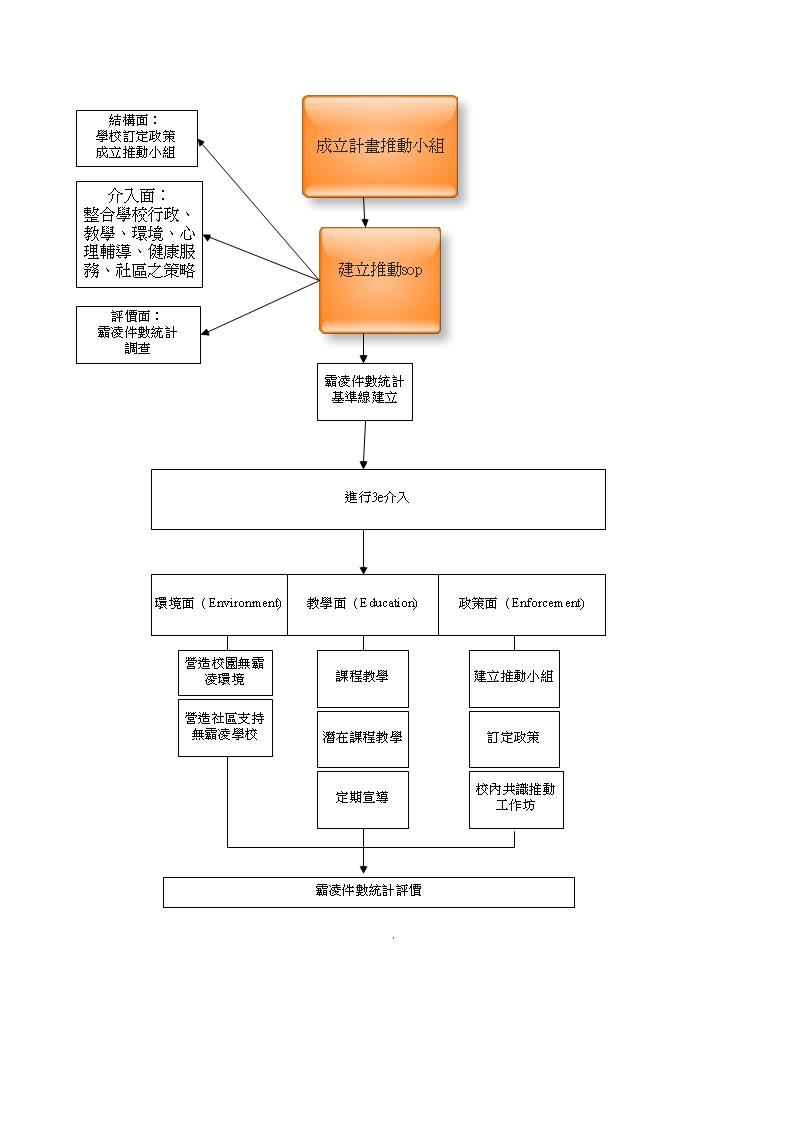 成立計畫推動小組
結構面：
學校訂定政策
成立推動小組
介入面：
整合學校行政、
教學、環境、心
理輔導、健康服
務、社區之策略
建立推動sop
評價面：
霸凌件數統計
調查
霸凌件數統計
基準線建立
進行3e介入
環境面（Environment)
教學面（Education)
政策面（Enforcement)
營造校園無霸
凌環境
營造社區支持
無霸凌學校
課程教學
潛在課程教學
定期宣導
建立推動小組
訂定政策
校內共識推動
工作坊
霸凌件數統計評價